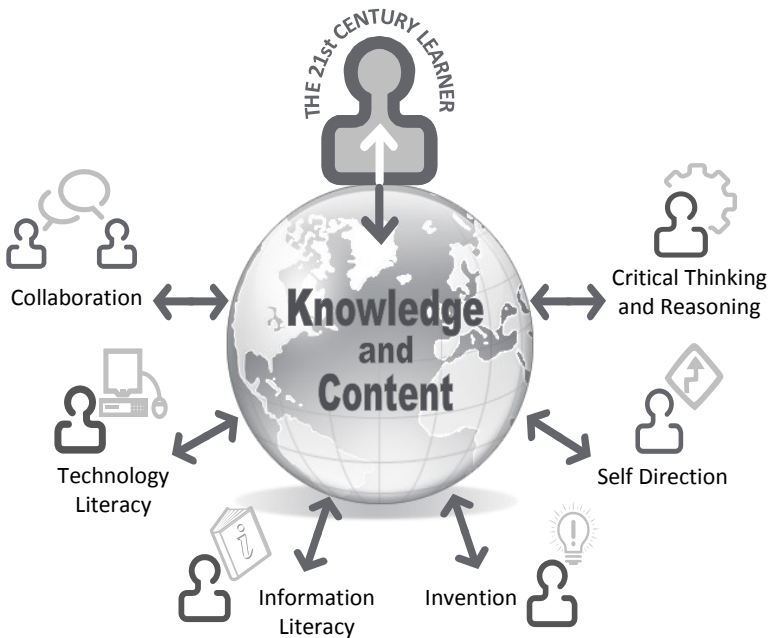 THE 21st CENTURY LEARNER
Collaboration
Critical Thinking
and Reasoning
Knowledge
and
Content
Technology
Literacy
Self Direction
i
Information
Literacy
Invention
!